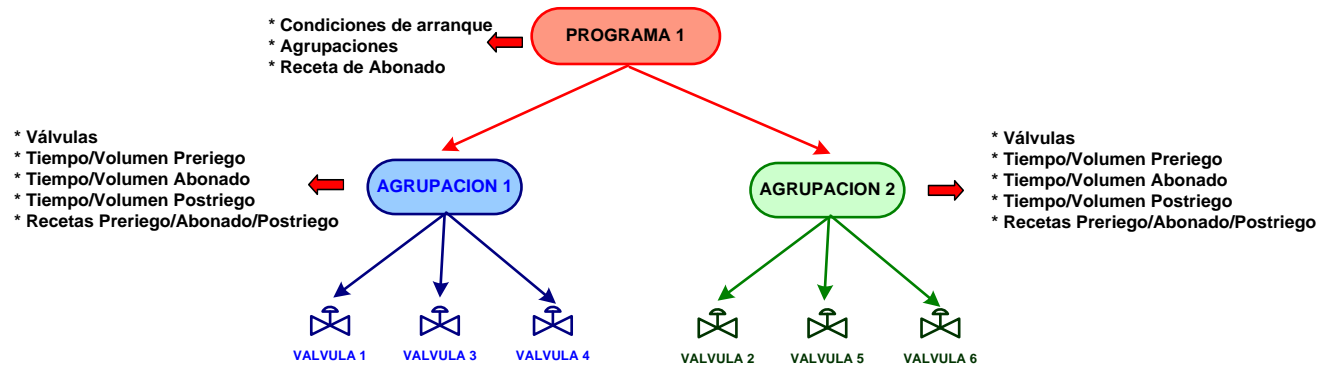 * Condiciones de arranque
* Agrupaciones
* Receta de Abonado
PROGRAMA 1
* Válvulas
* Tiempo/Volumen Preriego
* Tiempo/Volumen Abonado
* Tiempo/Volumen Postriego
* Recetas Preriego/Abonado/Postriego
AGRUPACION 1
AGRUPACION 2
* Válvulas
* Tiempo/Volumen Preriego
* Tiempo/Volumen Abonado
* Tiempo/Volumen Postriego
* Recetas Preriego/Abonado/Postriego
VALVULA 1
VALVULA 3
VALVULA 4
VALVULA 2
VALVULA 5
VALVULA 6